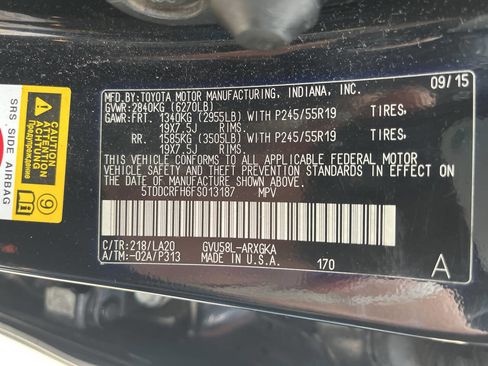 MFD. BY: TOYOTA MOTOR MANUFACTURING, INDIANA, INC. 09/15
GVWR: 2840KG (6270LB)
GAWR: FRT. 1340KG (2955LB) WITH P245/55R19 TIRES,
19X7.5J RIMS.
RR. 1585KG (3505LB) WITH P245/55R19 TIRES,
19X7.5J RIMS.
THIS VEHICLE CONFORMS TO ALL APPLICABLE FEDERAL MOTOR
VEHICLE SAFETY AND THEFT PREVENTION STANDARDS IN EFFECT
ON THE DATE OF MANUFACTURE SHOWN ABOVE.
5TDDCRFH6FS013187 MPV
C/TR: 218/LA20 GVU58L-ARXGKA
A/TM: -02A/P313 MADE IN U.S.A. 170 A
SRS SIDE AIRBAG
Предупреждение
9